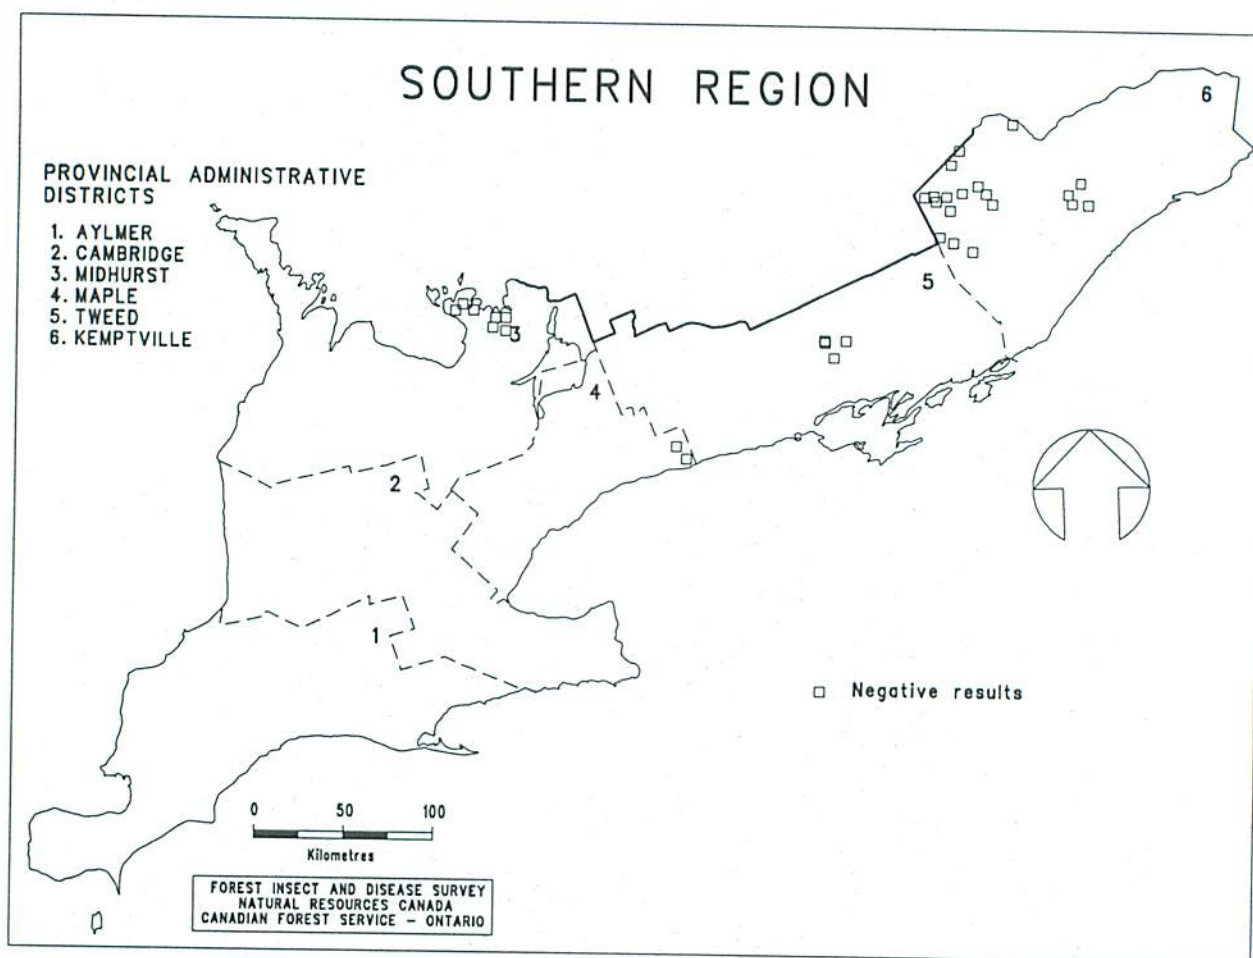 SOUTHERN REGION
6
PROVINCIAL ADMINISTRATIVE
DISTRICTS
1. AYLMER
2. CAMBRIDGE
3. MIDHURST
4. MAPLE
5. TWEED
6. KEMPTVILLE
5
3
4
2
1
Negative results
0 50 100
Kilometres
FOREST INSECT AND DISEASE SURVEY
NATURAL RESOURCES CANADA
CANADIAN FOREST SERVICE – ONTARIO